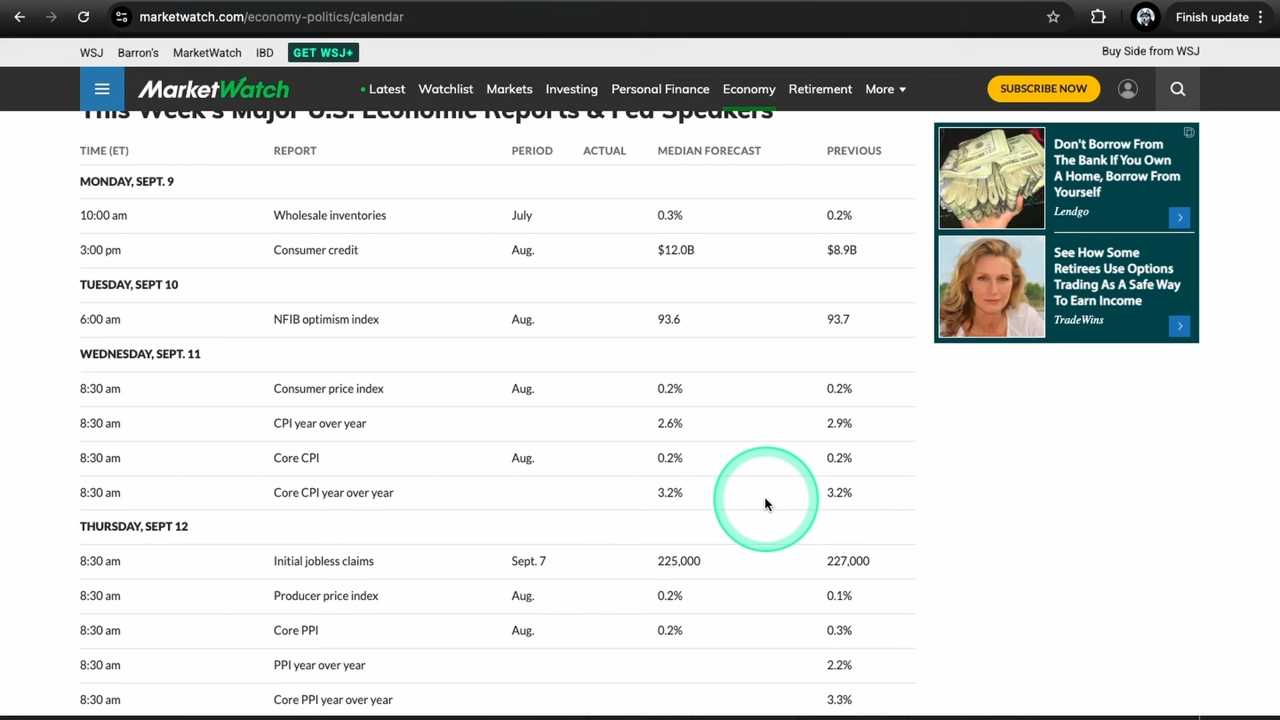 marketwatch.com/economy-politics/calendar
Finish update
WSJ Barron's MarketWatch IBD GET WSJ+
Buy Side from WSJ
MarketWatch
Latest Watchlist Markets Investing Personal Finance Economy Retirement More
SUBSCRIBE NOW
This Week's Major U.S. Economic Reports & Fed Speakers
TIME (ET) REPORT PERIOD ACTUAL MEDIAN FORECAST PREVIOUS
MONDAY, SEPT. 9
10:00 am Wholesale inventories July 0.3% 0.2%
3:00 pm Consumer credit Aug. $12.0B $8.9B
TUESDAY, SEPT 10
6:00 am NFIB optimism index Aug. 93.6 93.7
WEDNESDAY, SEPT. 11
8:30 am Consumer price index Aug. 0.2% 0.2%
8:30 am CPI year over year 2.6% 2.9%
8:30 am Core CPI Aug. 0.2% 0.2%
8:30 am Core CPI year over year 3.2% 3.2%
THURSDAY, SEPT 12
8:30 am Initial jobless claims Sept. 7 225,000 227,000
8:30 am Producer price index Aug. 0.2% 0.1%
8:30 am Core PPI Aug. 0.2% 0.3%
8:30 am PPI year over year 2.2%
8:30 am Core PPI year over year 3.3%
Don't Borrow From
The Bank If You Own
A Home, Borrow From
Yourself
Lendgo
See How Some
Retirees Use Options
Trading As A Safe Way
To Earn Income
TradeWins